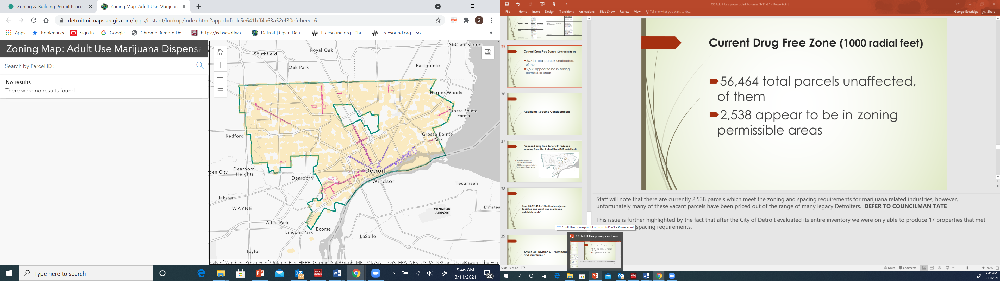 Zoning & Building Permit Proces
Zoning Map: Adult Use Marijuan
detroitmi.maps.arcgis.com/apps/instant/lookup/index.html?appid=fbdc5e641bff4a63a52ef30efebeeec6
G
Apps
Bookmarks
Sign In
Google
Chrome Remote De...
https://is.bsasoftwa...
Detroit | Open Data...
Freesound.org - "hi...
Freesound.org - So...
»
Zoning Map: Adult Use Marijuana Dispensa
Search by Parcel ID:
No results
There were no results found.
St Clair Shores
Royal Oak
Southfield
Eastpointe
Oak Park
Harper Woods
Grosse Pointe
Farms
Grosse Pointe
Park
Redford
Dearborn
Heights
den City
Detroit
Dearborn
Windsor
Tecumseh
Inkster
WAYNE
WINDSOR
AIRPORT
Elmstea
Allen Park
Ecorse
Lincoln Park
LaSalle
Taylor
City of Windsor, Province of Ontario, Esri, HERE, Garmin, SafeGraph, METI/NASA, USGS, EPA, NPS, USDA, NRCan,
Powered by Esri
Type here to search
9:46 AM
3/11/2021
20
CC Adult Use powerpoint Forumn 3-11-21 - PowerPoint
File
Home
Insert
Design
Transitions
Animations
Slide Show
Review
View
Tell me what you want to do...
George Etheridge
Share
35
Current Drug Free Zone (1000 radial feet)
56,464 total parcels unaffected,
of them
2,538 appear to be in zoning
permissible areas
36
Additional Spacing Considerations
37
Proposed Drug Free Zone with reduced
spacing from Controlled Uses (750 radial feet)
38
Sec. 50-12-413 – "Medical marijuana
facilities and adult-use marijuana
establishments"
39
Article XII, Division 6 – "Temporar
and Structures,"
Current Drug Free Zone (1000 radial feet)
56,464 total parcels unaffected,
of them
2,538 appear to be in zoning
permissible areas
Staff will note that there are currently 2,538 parcels which meet the zoning and spacing requirements for marijuana related industries, however,
unfortunately many of these vacant parcels have been priced out of the range of many legacy Detroiters. DEFER TO COUNCILMAN TATE
This issue is further highlighted by the fact that after the City of Detroit evaluated its entire inventory we were only able to produce 17 properties that met
spacing requirements.
CC Adult Use powerpoint Forumn 3-11-21 - PowerPoint
CC Adult Use powerpoint Foru...
Slide 35 of 42
Notes
Comments
92%
9:46 AM
3/11/2021